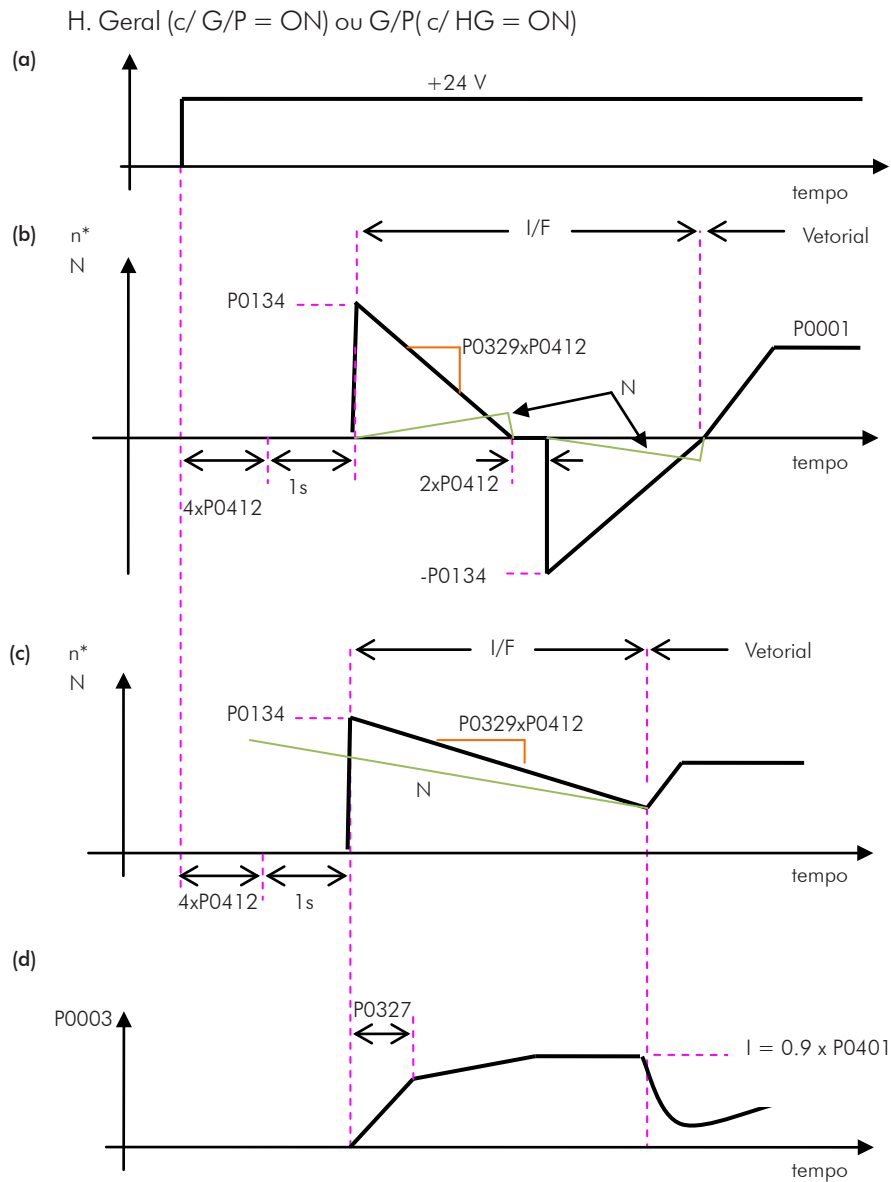 H. Geral (c/ G/P = ON) ou G/P( c/ HG = ON)
(a)
+24 V
tempo
(b)
n*
N
I/F
Vetorial
P0134
P0329xP0412
P0001
N
tempo
4xP0412
1s
2xP0412
-P0134
(c)
n*
N
I/F
Vetorial
P0134
P0329xP0412
N
tempo
4xP0412
1s
(d)
P0003
P0327
I = 0.9 x P0401
tempo